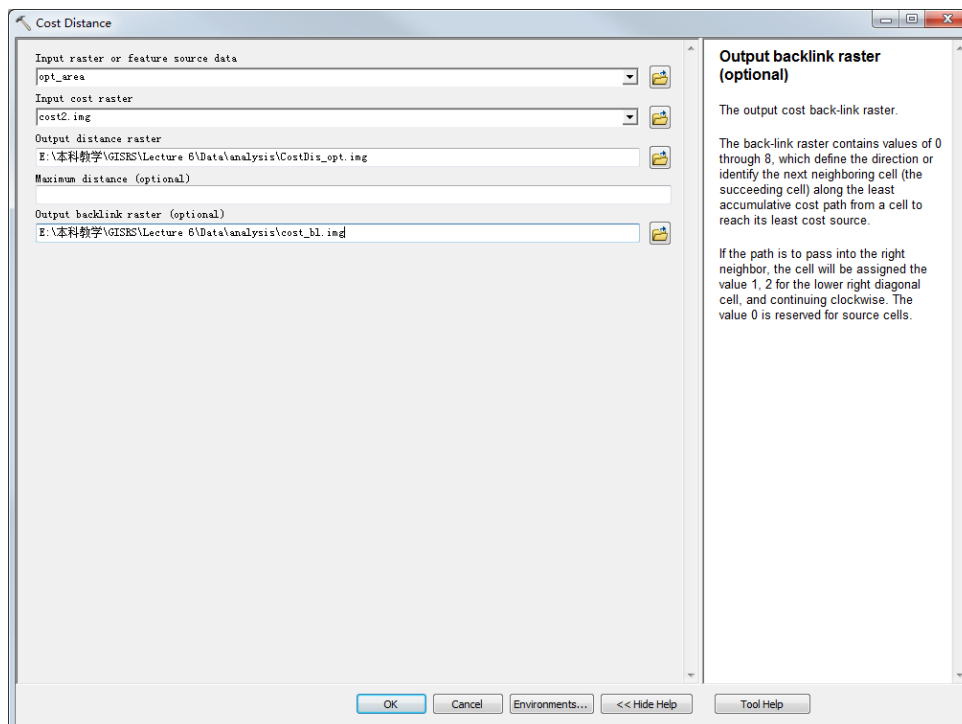 Cost Distance
Input raster or feature source data
opt_area
Input cost raster
cost2.img
Output distance raster
E:\本科教学\GISRS\Lecture 6\Data\analysis\CostDis_opt.img
Maximum distance (optional)
Output backlink raster (optional)
E:\本科教学\GISRS\Lecture 6\Data\analysis\cost_bl.img
Output backlink raster
(optional)
The output cost back-link raster.
The back-link raster contains values of 0
through 8, which define the direction or
identify the next neighboring cell (the
succeeding cell) along the least
accumulative cost path from a cell to
reach its least cost source.
If the path is to pass into the right
neighbor, the cell will be assigned the
value 1, 2 for the lower right diagonal
cell, and continuing clockwise. The
value 0 is reserved for source cells.
OK
Cancel
Environments...
<< Hide Help
Tool Help